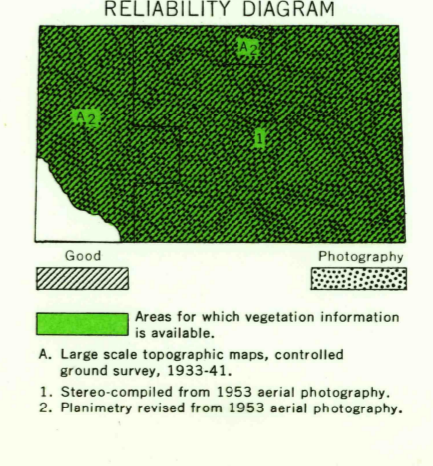 RELIABILITY DIAGRAM
A2
A2
1
Good
Photography
Areas for which vegetation information
is available.
A. Large scale topographic maps, controlled
ground survey, 1933-41.
1. Stereo-compiled from 1953 aerial photography.
2. Planimetry revised from 1953 aerial photography.